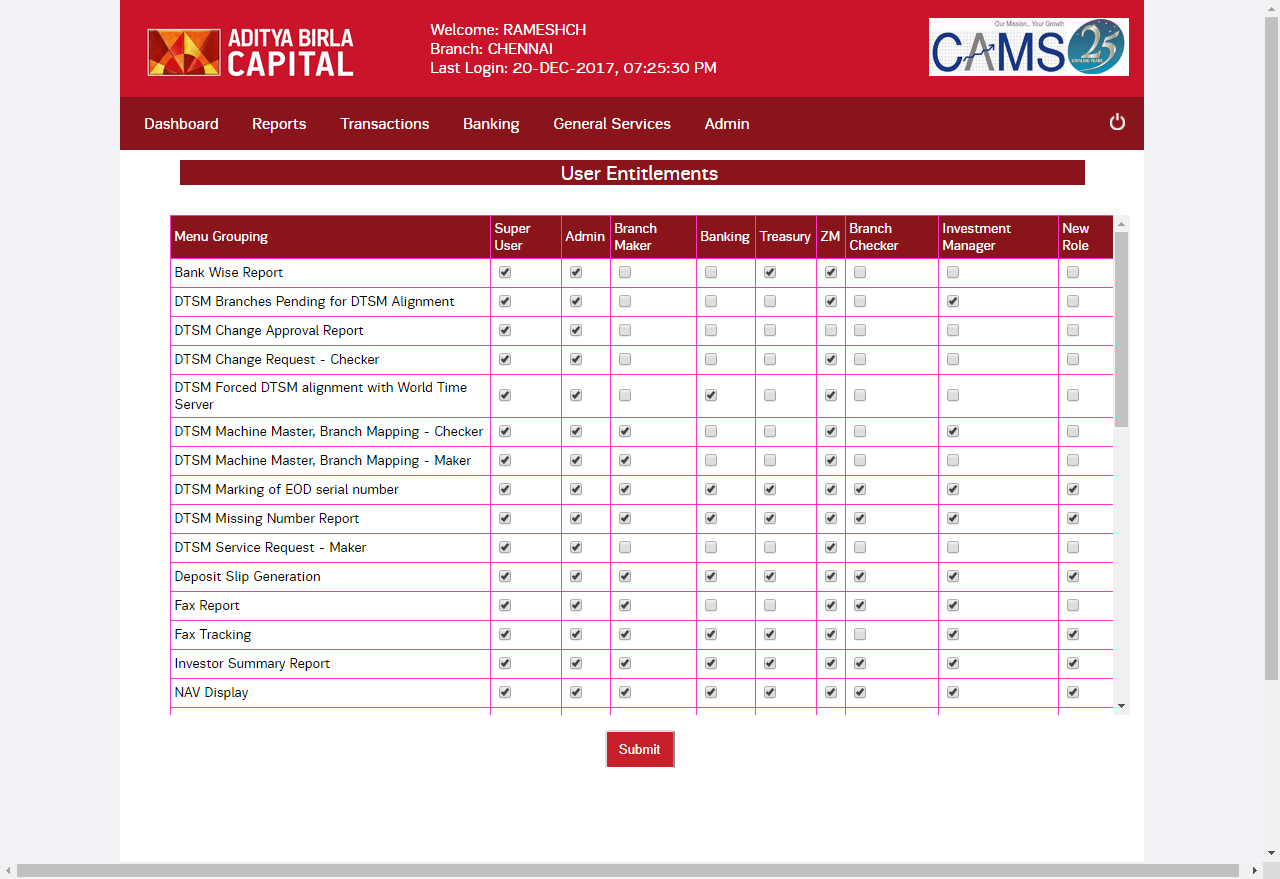 ADITYA BIRLA
CAPITAL
Welcome: RAMESHCH
Branch: CHENNAI
Last Login: 20-DEC-2017, 07:25:30 PM
Our Mission... Your Growth
CAMS 25
STERLING YEARS
Dashboard Reports Transactions Banking General Services Admin
User Entitlements
Menu Grouping Super User Admin Branch Maker Banking Treasury ZM Branch Checker Investment Manager New Role
Bank Wise Report
DTSM Branches Pending for DTSM Alignment
DTSM Change Approval Report
DTSM Change Request - Checker
DTSM Forced DTSM alignment with World Time
Server
DTSM Machine Master, Branch Mapping - Checker
DTSM Machine Master, Branch Mapping - Maker
DTSM Marking of EOD serial number
DTSM Missing Number Report
DTSM Service Request - Maker
Deposit Slip Generation
Fax Report
Fax Tracking
Investor Summary Report
NAV Display
Submit